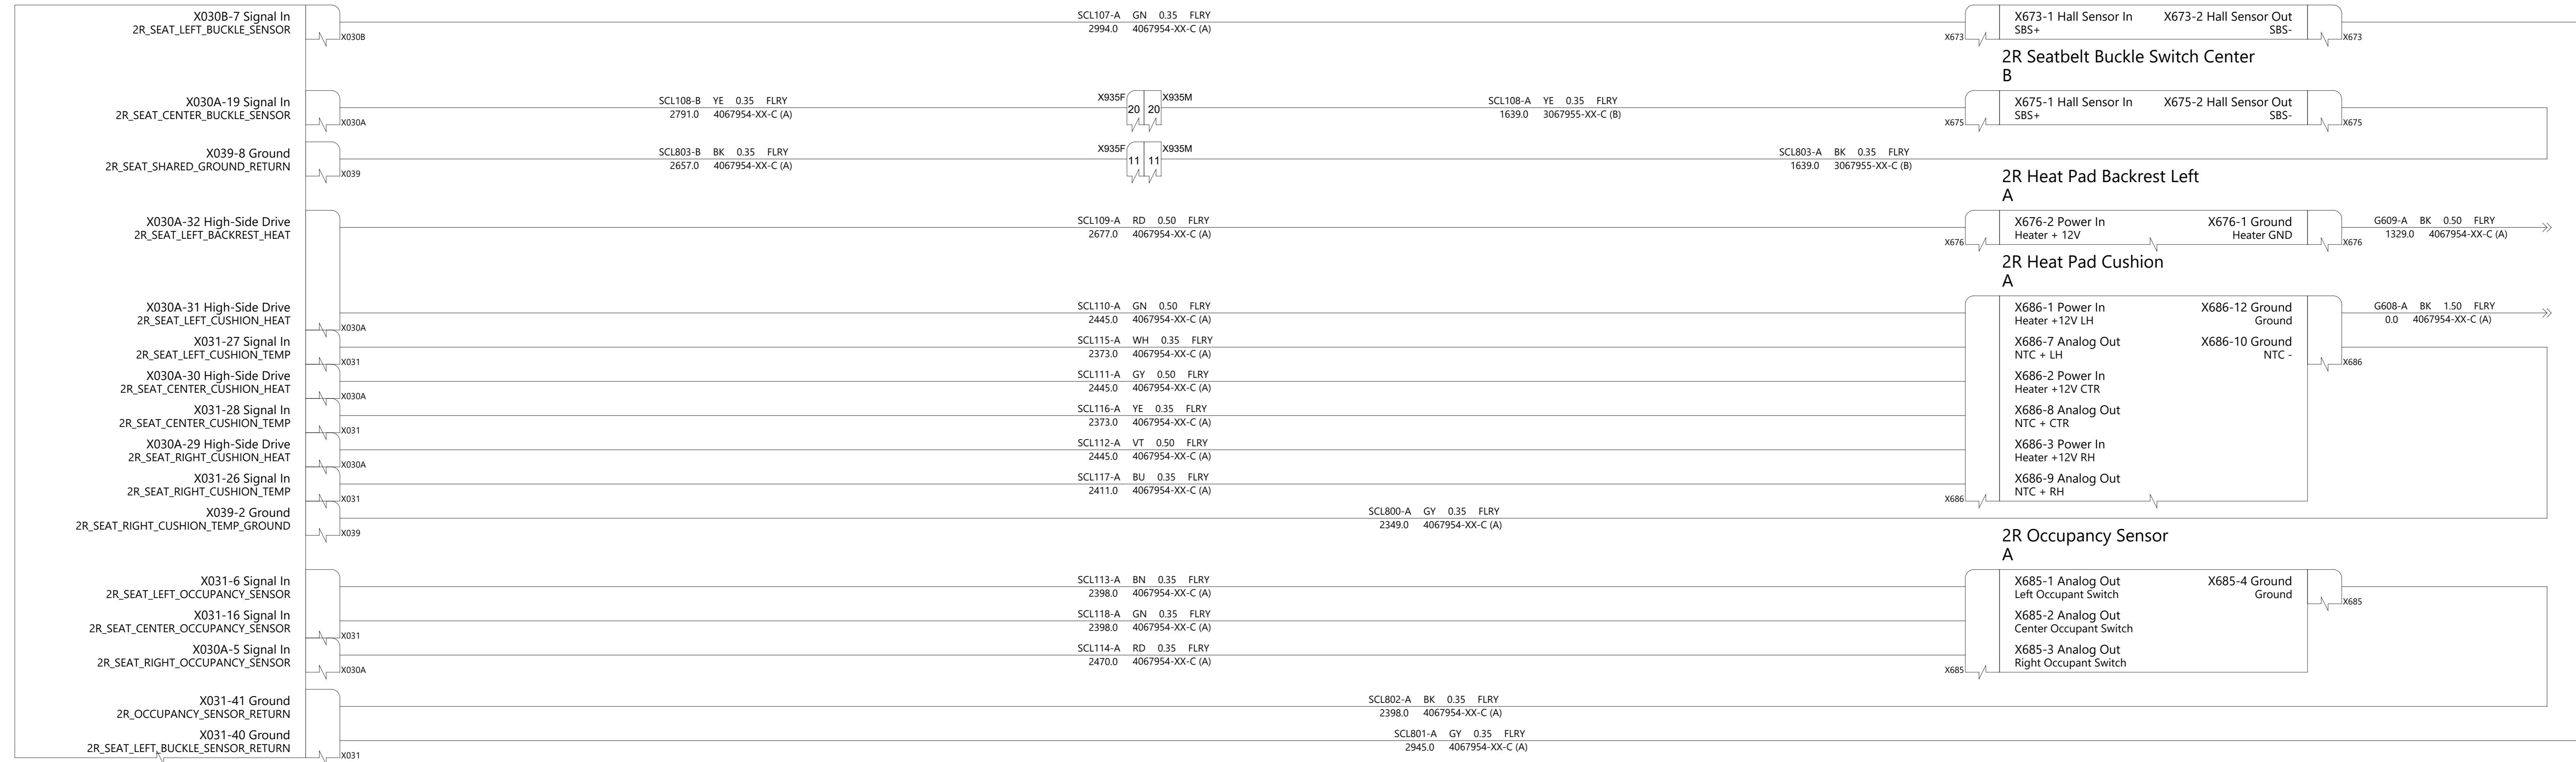 X030B-7 Signal In
2R_SEAT_LEFT_BUCKLE_SENSOR
X030B
SCL107-A GN 0.35 FLRY
2994.0 4067954-XX-C (A)
X673
X673-1 Hall Sensor In X673-2 Hall Sensor Out
SBS+ SBS-
X673
2R Seatbelt Buckle Switch Center
B
X030A-19 Signal In
2R_SEAT_CENTER_BUCKLE_SENSOR
X030A
SCL108-B YE 0.35 FLRY
2791.0 4067954-XX-C (A)
X935F 20 20 X935M
SCL108-A YE 0.35 FLRY
1639.0 3067955-XX-C (B)
X675
X675-1 Hall Sensor In X675-2 Hall Sensor Out
SBS+ SBS-
X675
X039-8 Ground
2R_SEAT_SHARED_GROUND_RETURN
X039
SCL803-B BK 0.35 FLRY
2657.0 4067954-XX-C (A)
X935F 11 11 X935M
SCL803-A BK 0.35 FLRY
1639.0 3067955-XX-C (B)
2R Heat Pad Backrest Left
A
X030A-32 High-Side Drive
2R_SEAT_LEFT_BACKREST_HEAT
SCL109-A RD 0.50 FLRY
2677.0 4067954-XX-C (A)
X676
X676-2 Power In X676-1 Ground
Heater + 12V Heater GND
X676
G609-A BK 0.50 FLRY
1329.0 4067954-XX-C (A)
2R Heat Pad Cushion
A
X030A-31 High-Side Drive
2R_SEAT_LEFT_CUSHION_HEAT
X030A
SCL110-A GN 0.50 FLRY
2445.0 4067954-XX-C (A)
X686-1 Power In X686-12 Ground
Heater +12V LH Ground
G608-A BK 1.50 FLRY
0.0 4067954-XX-C (A)
X031-27 Signal In
2R_SEAT_LEFT_CUSHION_TEMP
X031
SCL115-A WH 0.35 FLRY
2373.0 4067954-XX-C (A)
X686-7 Analog Out X686-10 Ground
NTC + LH NTC -
X686
X030A-30 High-Side Drive
2R_SEAT_CENTER_CUSHION_HEAT
X030A
SCL111-A GY 0.50 FLRY
2445.0 4067954-XX-C (A)
X686-2 Power In
Heater +12V CTR
X031-28 Signal In
2R_SEAT_CENTER_CUSHION_TEMP
X031
SCL116-A YE 0.35 FLRY
2373.0 4067954-XX-C (A)
X686-8 Analog Out
NTC + CTR
X030A-29 High-Side Drive
2R_SEAT_RIGHT_CUSHION_HEAT
X030A
SCL112-A VT 0.50 FLRY
2445.0 4067954-XX-C (A)
X686-3 Power In
Heater +12V RH
X031-26 Signal In
2R_SEAT_RIGHT_CUSHION_TEMP
X031
SCL117-A BU 0.35 FLRY
2411.0 4067954-XX-C (A)
X686-9 Analog Out
NTC + RH
X686
X039-2 Ground
2R_SEAT_RIGHT_CUSHION_TEMP_GROUND
X039
SCL800-A GY 0.35 FLRY
2349.0 4067954-XX-C (A)
2R Occupancy Sensor
A
X031-6 Signal In
2R_SEAT_LEFT_OCCUPANCY_SENSOR
SCL113-A BN 0.35 FLRY
2398.0 4067954-XX-C (A)
X685-1 Analog Out X685-4 Ground
Left Occupant Switch Ground
X685
X031-16 Signal In
2R_SEAT_CENTER_OCCUPANCY_SENSOR
X031
SCL118-A GN 0.35 FLRY
2398.0 4067954-XX-C (A)
X685-2 Analog Out
Center Occupant Switch
X030A-5 Signal In
2R_SEAT_RIGHT_OCCUPANCY_SENSOR
X030A
SCL114-A RD 0.35 FLRY
2470.0 4067954-XX-C (A)
X685-3 Analog Out
Right Occupant Switch
X685
X031-41 Ground
2R_OCCUPANCY_SENSOR_RETURN
SCL802-A BK 0.35 FLRY
2398.0 4067954-XX-C (A)
X031-40 Ground
2R_SEAT_LEFT_BUCKLE_SENSOR_RETURN
X031
SCL801-A GY 0.35 FLRY
2945.0 4067954-XX-C (A)